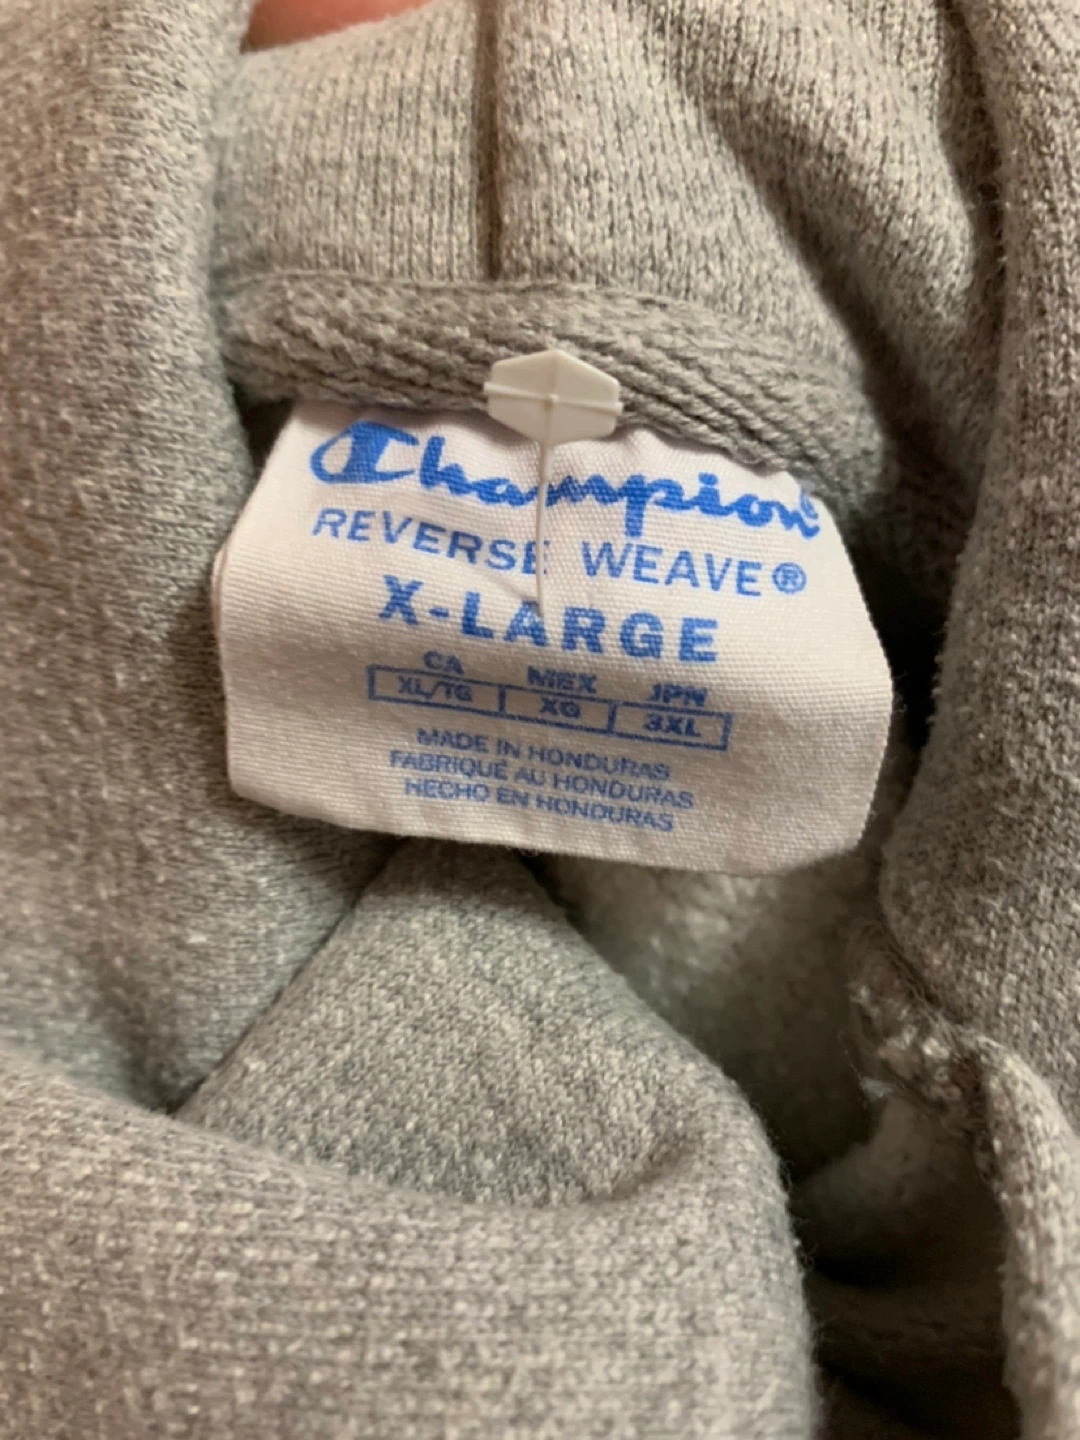 Champion®
REVERSE WEAVE®
X-LARGE
CA MEX JPN
XL/TG XG 3XL
MADE IN HONDURAS
FABRIQUÉ AU HONDURAS
HECHO EN HONDURAS